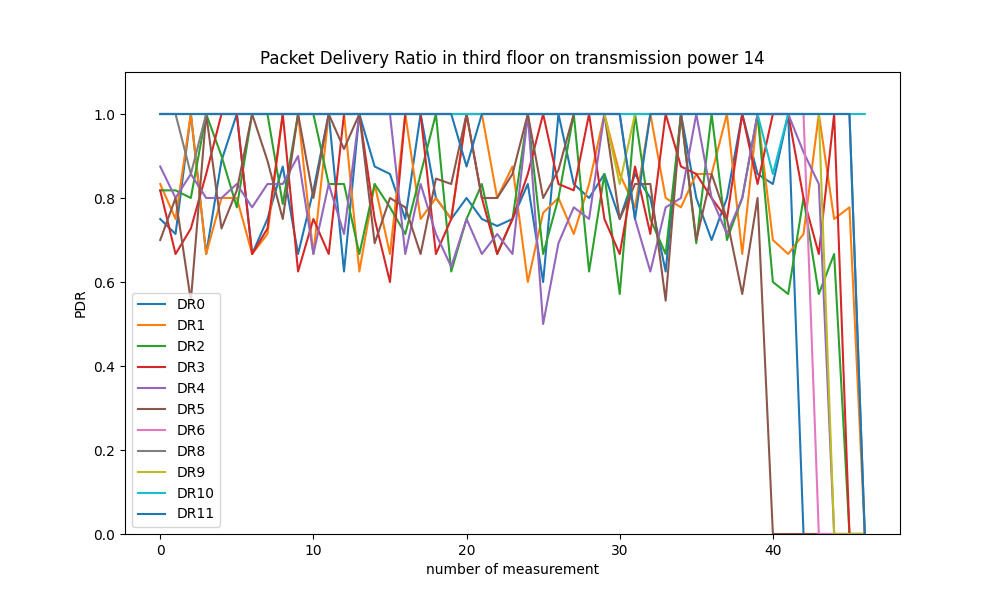 Packet Delivery Ratio in third floor on transmission power 14
PDR
1.0
0.8
0.6
0.4
0.2
0.0
DR0
DR1
DR2
DR3
DR4
DR5
DR6
DR8
DR9
DR10
DR11
0 10 20 30 40
number of measurement